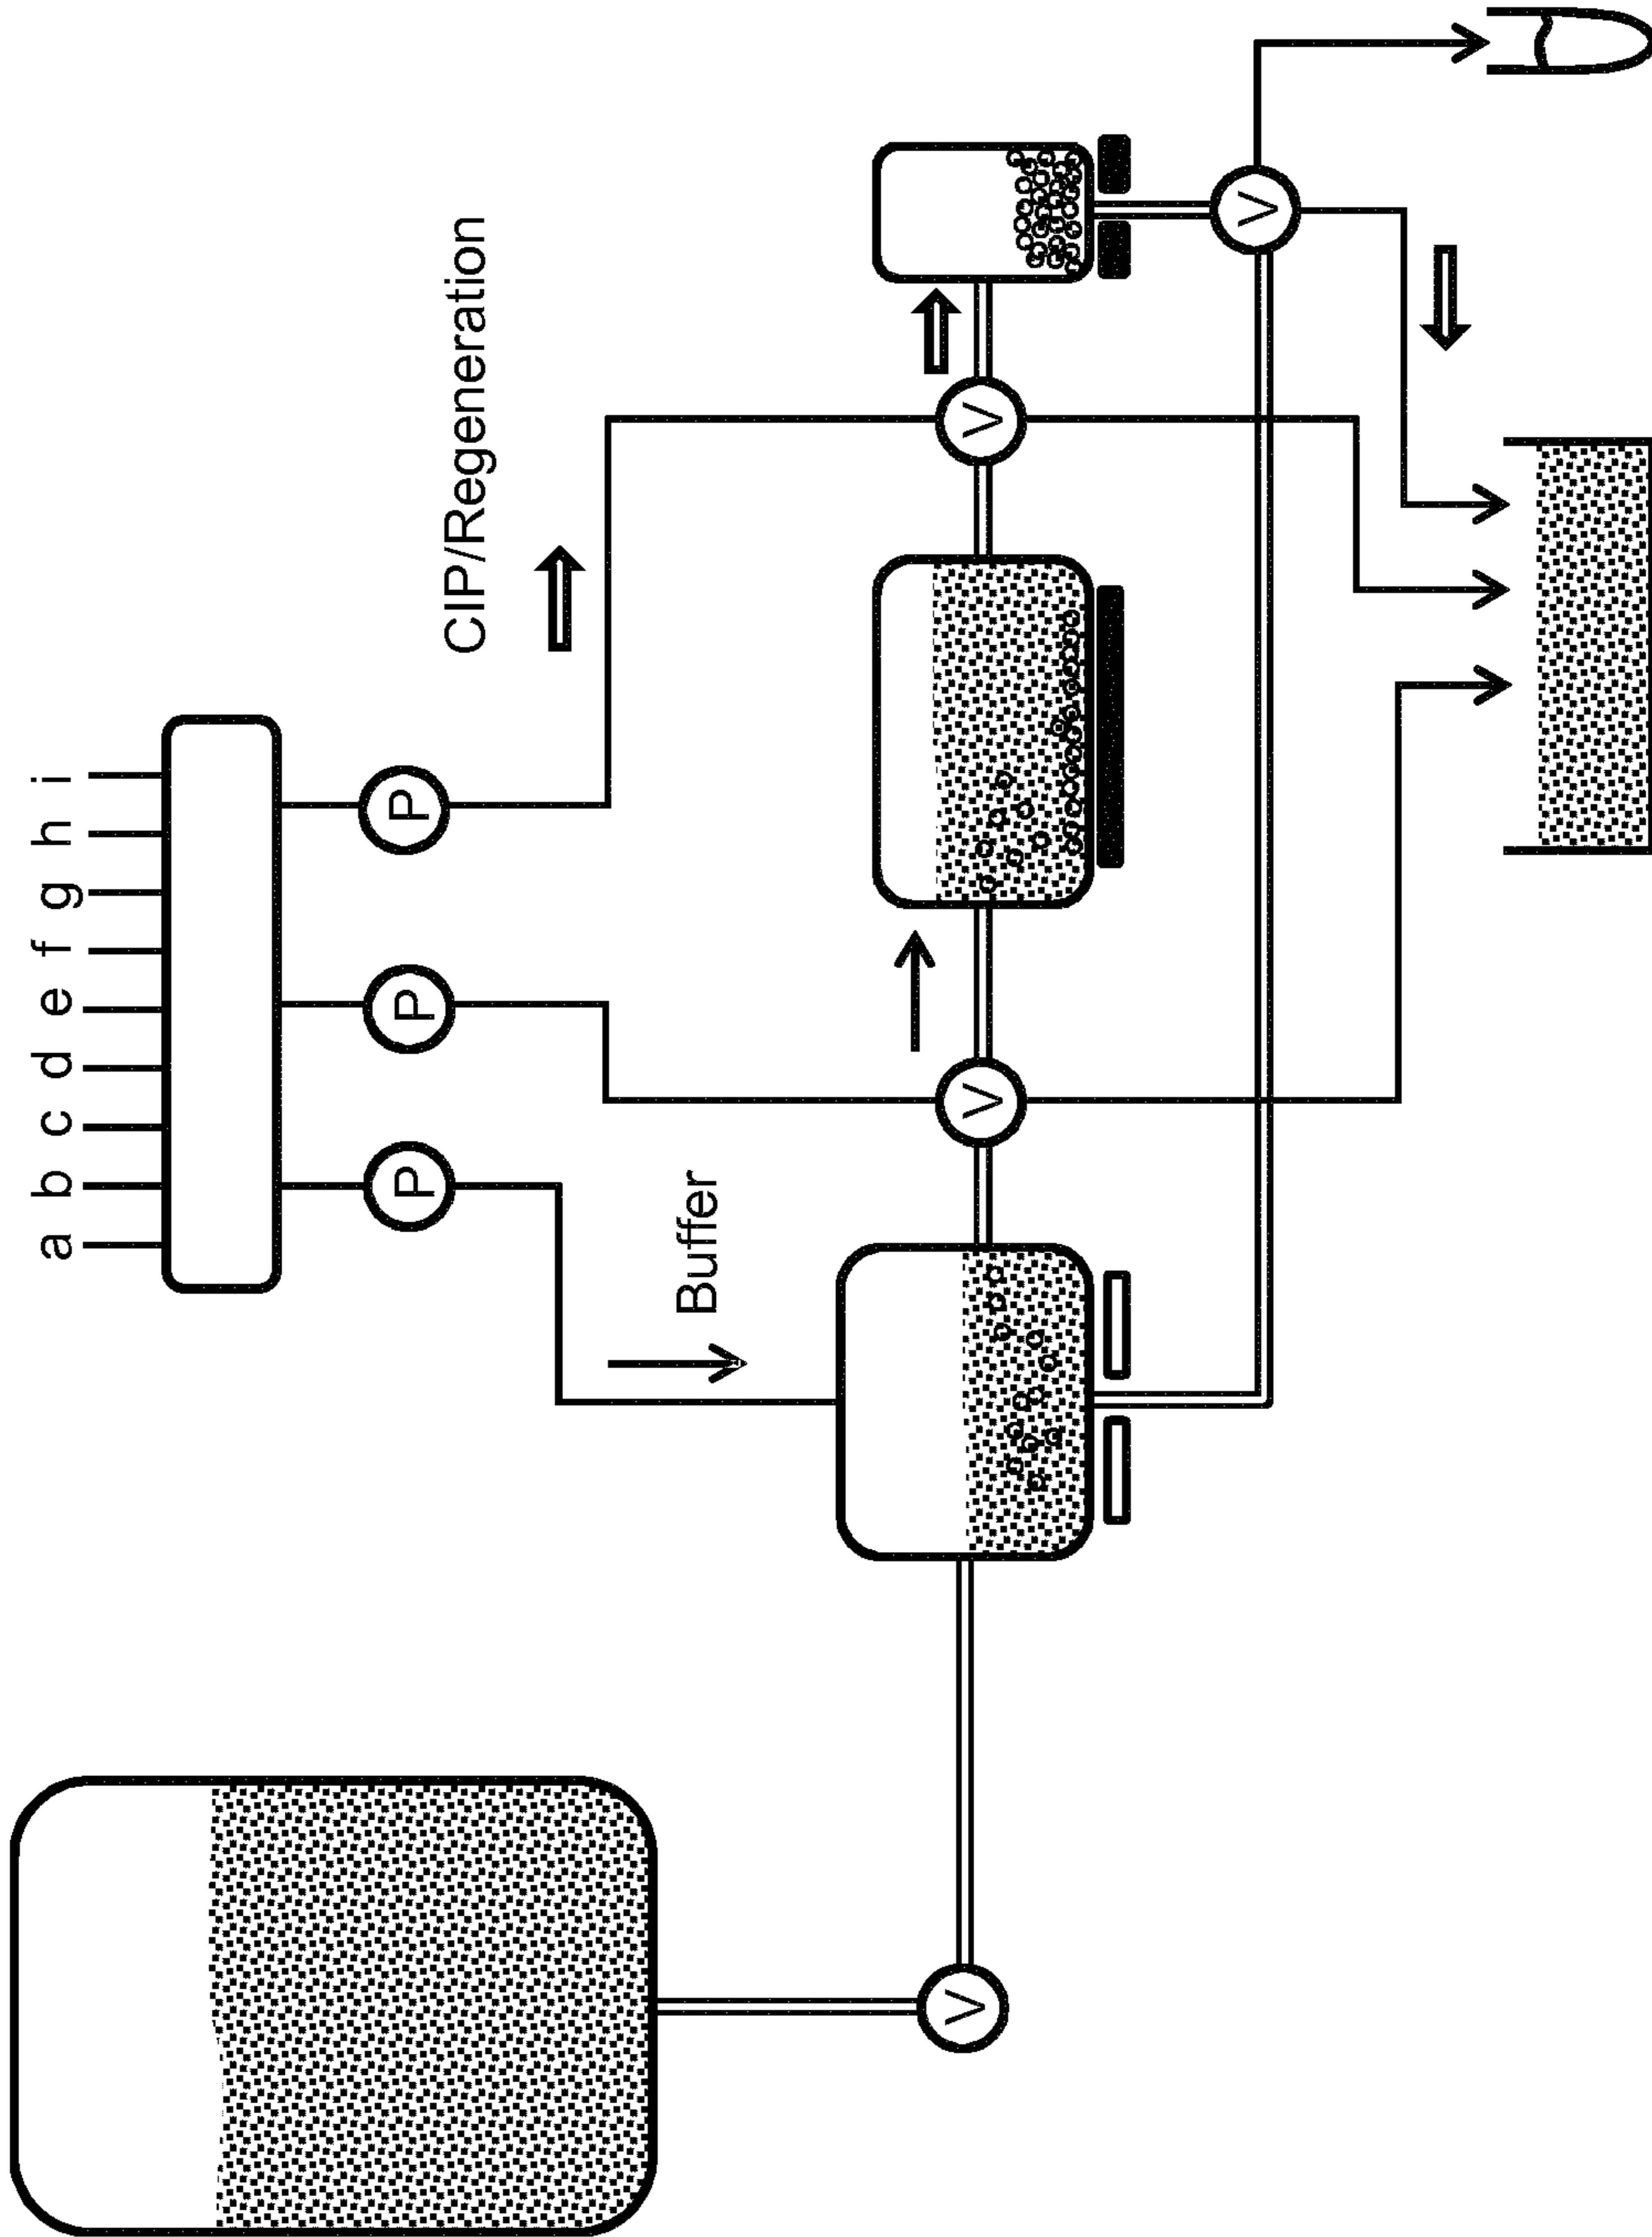 a b c d e f g h i
P P P
CIP/Regeneration
Buffer
V V V
V
V